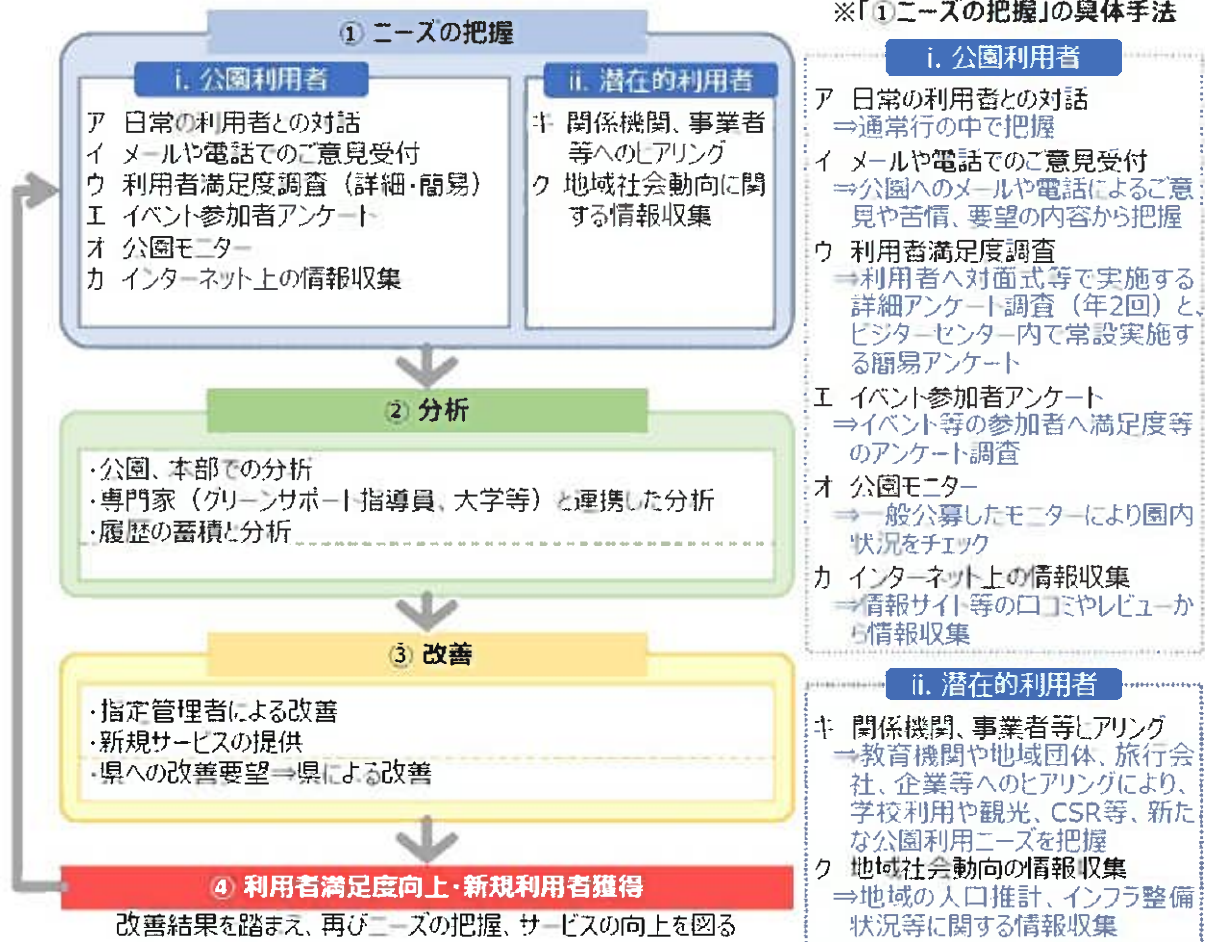 ① ニーズの把握
i. 公園利用者
ア 日常の利用者との対話
イ メールや電話でのご意見受付
ウ 利用者満足度調査（詳細・簡易）
エ イベント参加者アンケート
オ 公園モニター
カ インターネット上の情報収集
ii. 潜在的利用者
キ 関係機関、事業者
等へのヒアリング
ク 地域社会動向に関
する情報収集
② 分析
・公園、本部での分析
・専門家（グリーンサポート指導員、大学等）と連携した分析
・履歴の蓄積と分析
③ 改善
・指定管理者による改善
・新規サービスの提供
・県への改善要望⇒県による改善
④ 利用者満足度向上・新規利用者獲得
改善結果を踏まえ、再びニーズの把握、サービスの向上を図る
※「①ニーズの把握」の具体手法
i. 公園利用者
ア 日常の利用者との対話
⇒通常行の中で把握
イ メールや電話でのご意見受付
⇒公園へのメールや電話によるご意
見や苦情、要望の内容から把握
ウ 利用者満足度調査
⇒利用者へ対面式等で実施する
詳細アンケート調査（年2回）と、
ビジターセンター内で常設実施す
る簡易アンケート
エ イベント参加者アンケート
⇒イベント等の参加者へ満足度等
のアンケート調査
オ 公園モニター
⇒一般公募したモニターにより園内
状況をチェック
カ インターネット上の情報収集
⇒情報サイト等の口コミやレビューか
ら情報収集
ii. 潜在的利用者
キ 関係機関、事業者等ヒアリング
⇒教育機関や地域団体、旅行会
社、企業等へのヒアリングにより、
学校利用や観光、CSR等、新た
な公園利用ニーズを把握
ク 地域社会動向の情報収集
⇒地域の人口推計、インフラ整備
状況等に関する情報収集